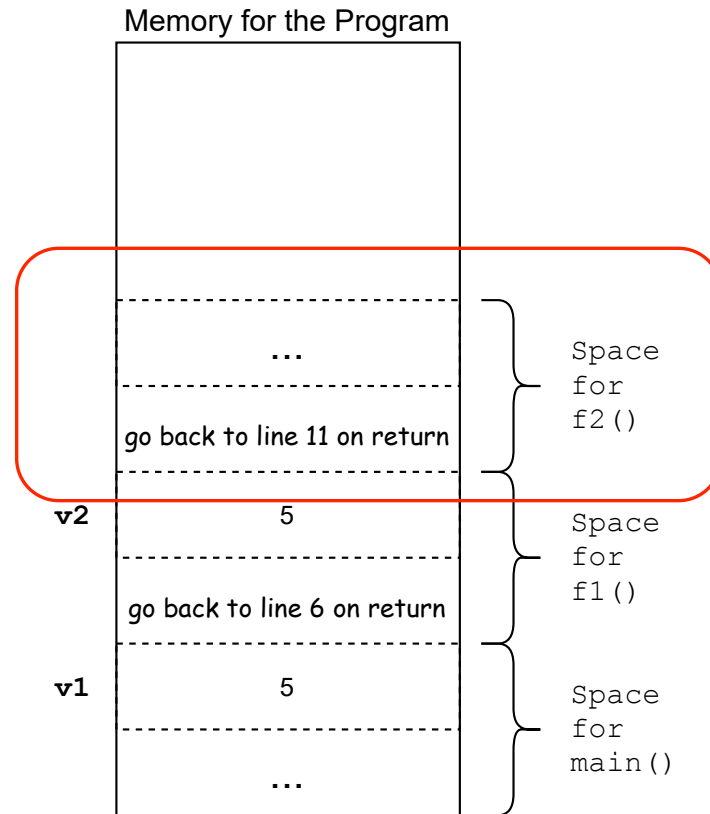 Memory for the Program
...
Space
for
f2()
go back to line 11 on return
v2
5
Space
for
f1()
go back to line 6 on return
v1
5
Space
for
main()
...